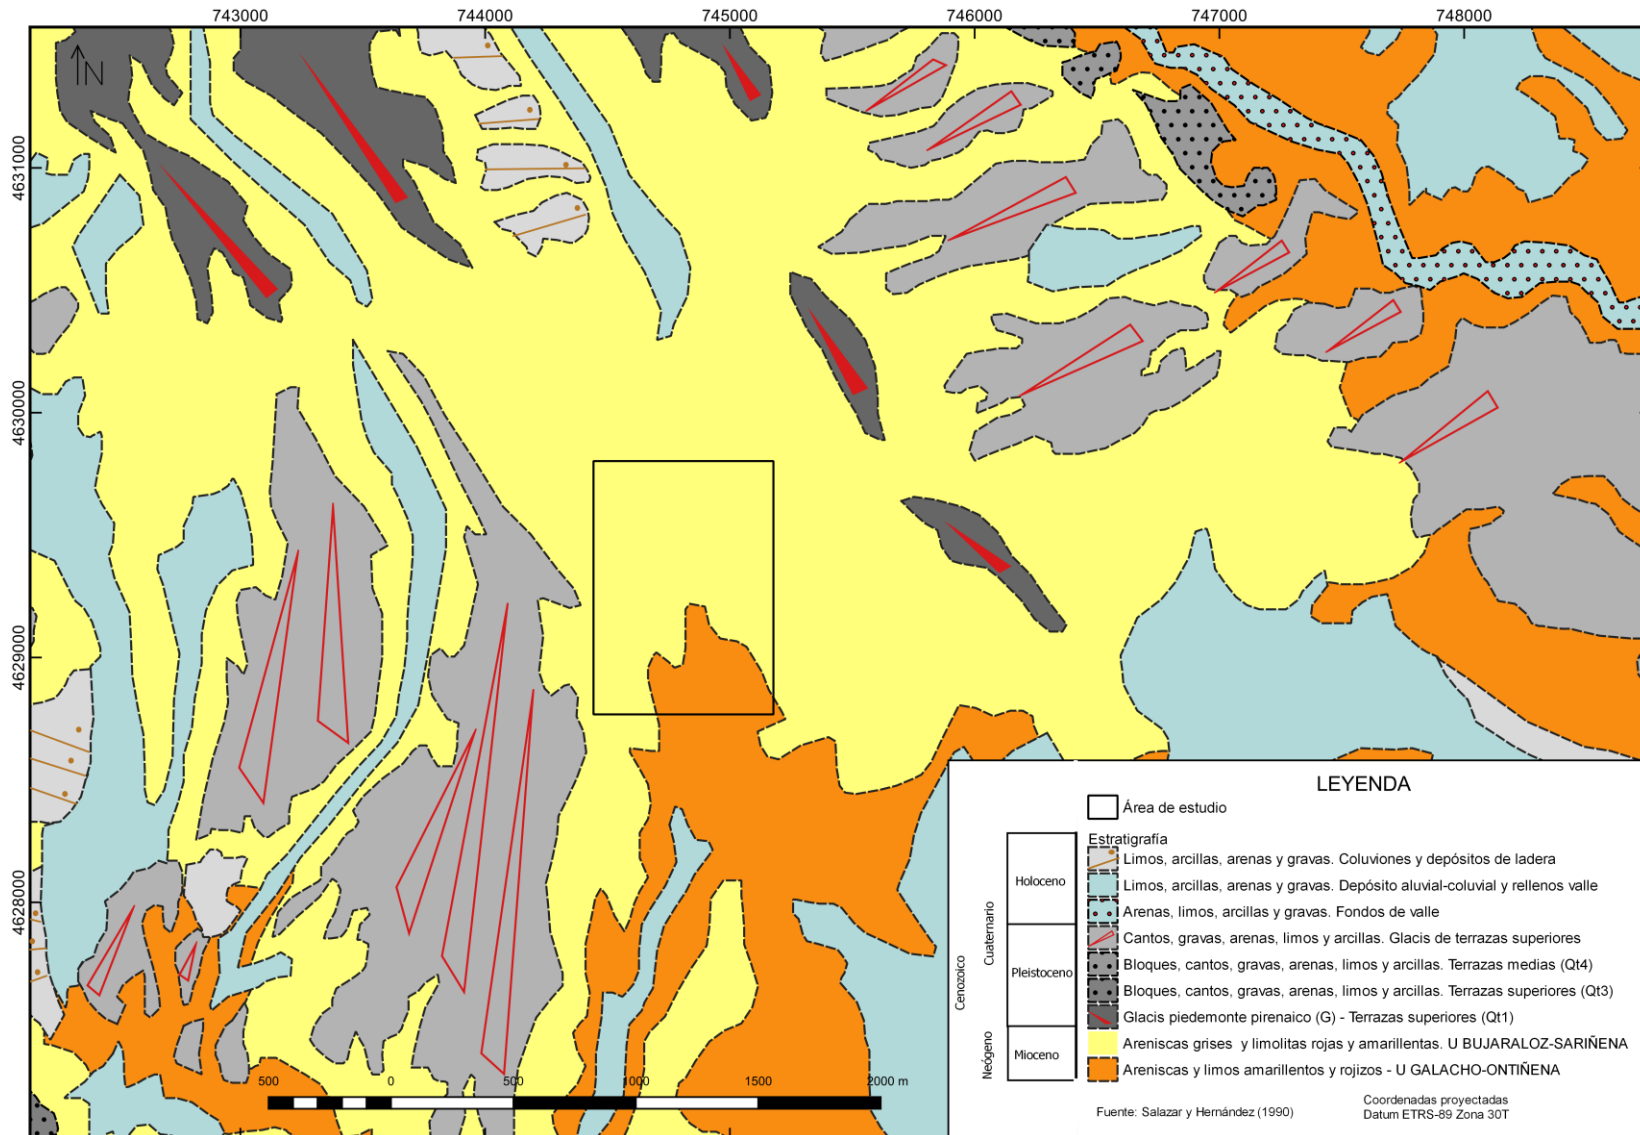 743000 744000 745000 746000 747000 748000
N
4631000
4630000
4629000
4628000
LEYENDA
Área de estudio
Estratigrafía
Limos, arcillas, arenas y gravas. Coluviones y depósitos de ladera
Limos, arcillas, arenas y gravas. Depósito aluvial-coluvial y rellenos valle
Arenas, limos, arcillas y gravas. Fondos de valle
Cantos, gravas, arenas, limos y arcillas. Glacis de terrazas superiores
Bloques, cantos, gravas, arenas, limos y arcillas. Terrazas medias (Qt4)
Bloques, cantos, gravas, arenas, limos y arcillas. Terrazas superiores (Qt3)
Glacis piedemonte pirenaico (G) - Terrazas superiores (Qt1)
Areniscas grises y limolitas rojas y amarillentas. U BUJARALOZ-SARIÑENA
Areniscas y limos amarillentos y rojizos - U GALACHO-ONTIÑENA
Holoceno
Pleistoceno
Mioceno
Cuaternario
Neógeno
Cenozoico
500 0 500 1000 1500 2000 m
Fuente: Salazar y Hernández (1990)
Coordenadas proyectadas
Datum ETRS-89 Zona 30T